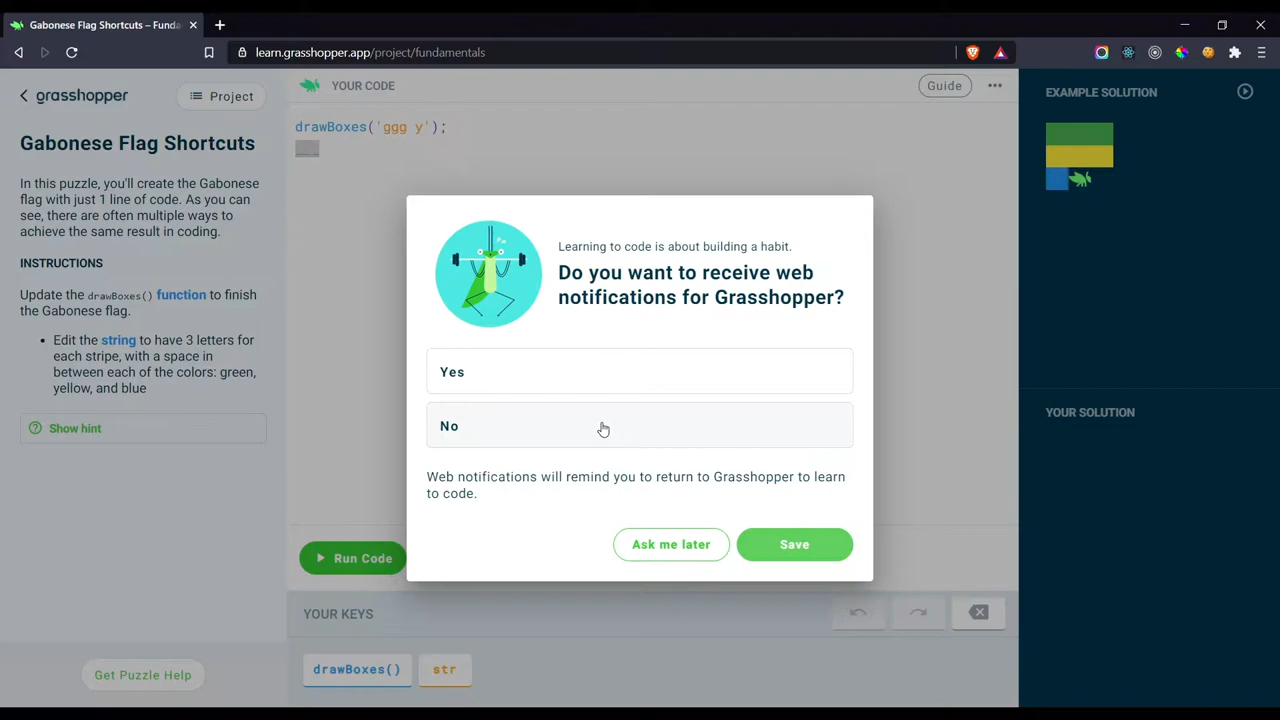 Gabonese Flag Shortcuts – Funda
learn.grasshopper.app/project/fundamentals
grasshopper
Project
Gabonese Flag Shortcuts
In this puzzle, you'll create the Gabonese
flag with just 1 line of code. As you can
see, there are often multiple ways to
achieve the same result in coding.
INSTRUCTIONS
Update the drawBoxes() function to finish
the Gabonese flag.
• Edit the string to have 3 letters for
each stripe, with a space in
between each of the colors: green,
yellow, and blue
Show hint
Get Puzzle Help
YOUR CODE
Guide
drawBoxes('ggg y');
Learning to code is about building a habit.
Do you want to receive web
notifications for Grasshopper?
Yes
No
Web notifications will remind you to return to Grasshopper to learn
to code.
Ask me later
Save
Run Code
YOUR KEYS
drawBoxes()
str
EXAMPLE SOLUTION
YOUR SOLUTION